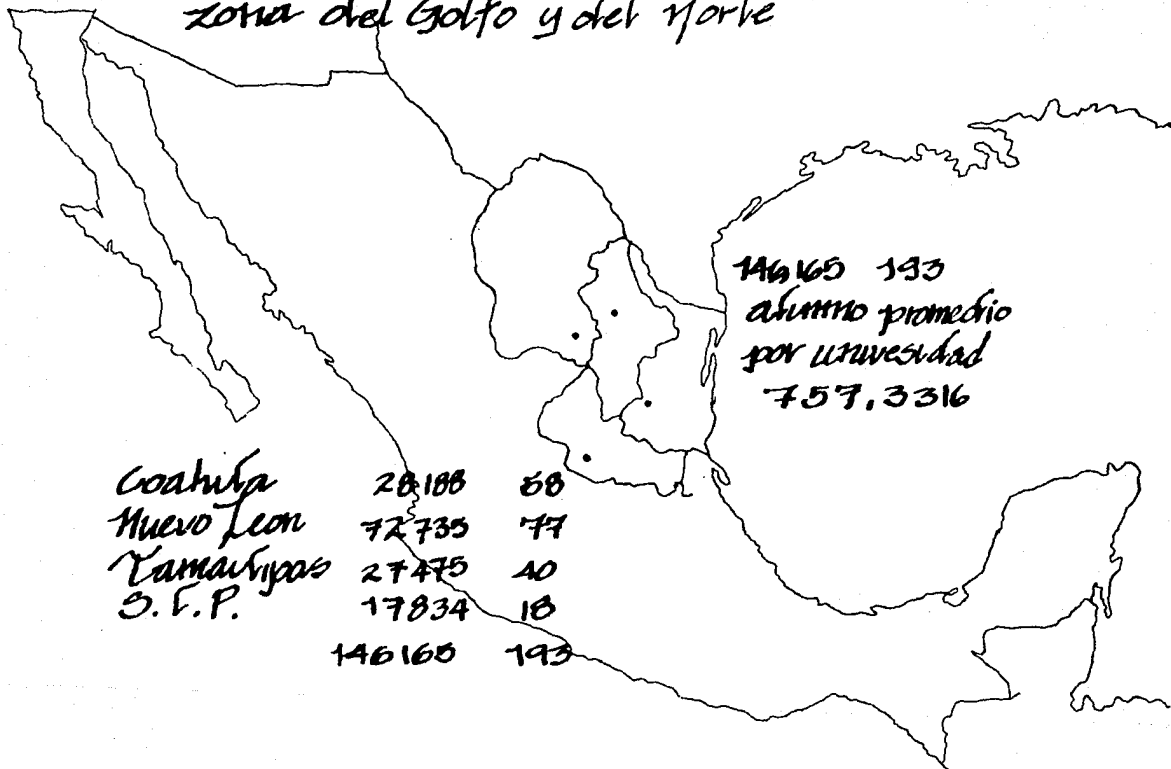 zona del Golfo y del Norte
146165 193
alumno promedio
por univesidad
757.3316
Coahuila 28188 58
Nuevo Leon 72735 77
Tamaulipas 27475 40
S.L.P. 17834 18
146165 193